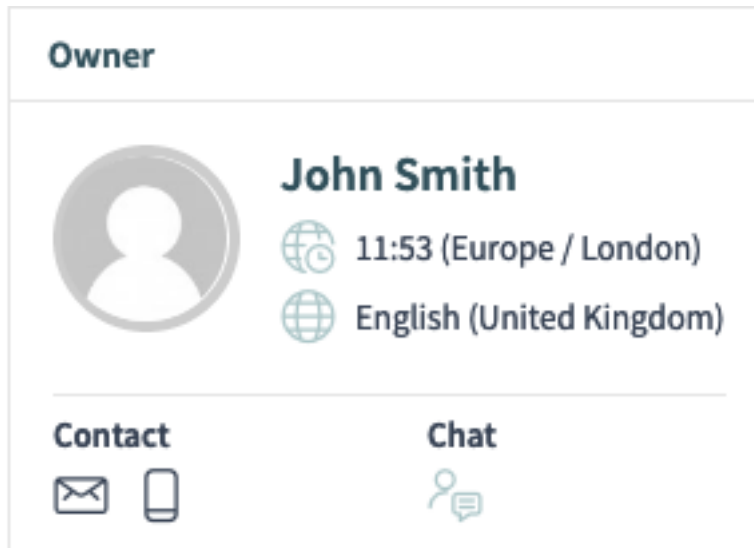 Owner
John Smith
11:53 (Europe / London)
English (United Kingdom)
Contact
Chat